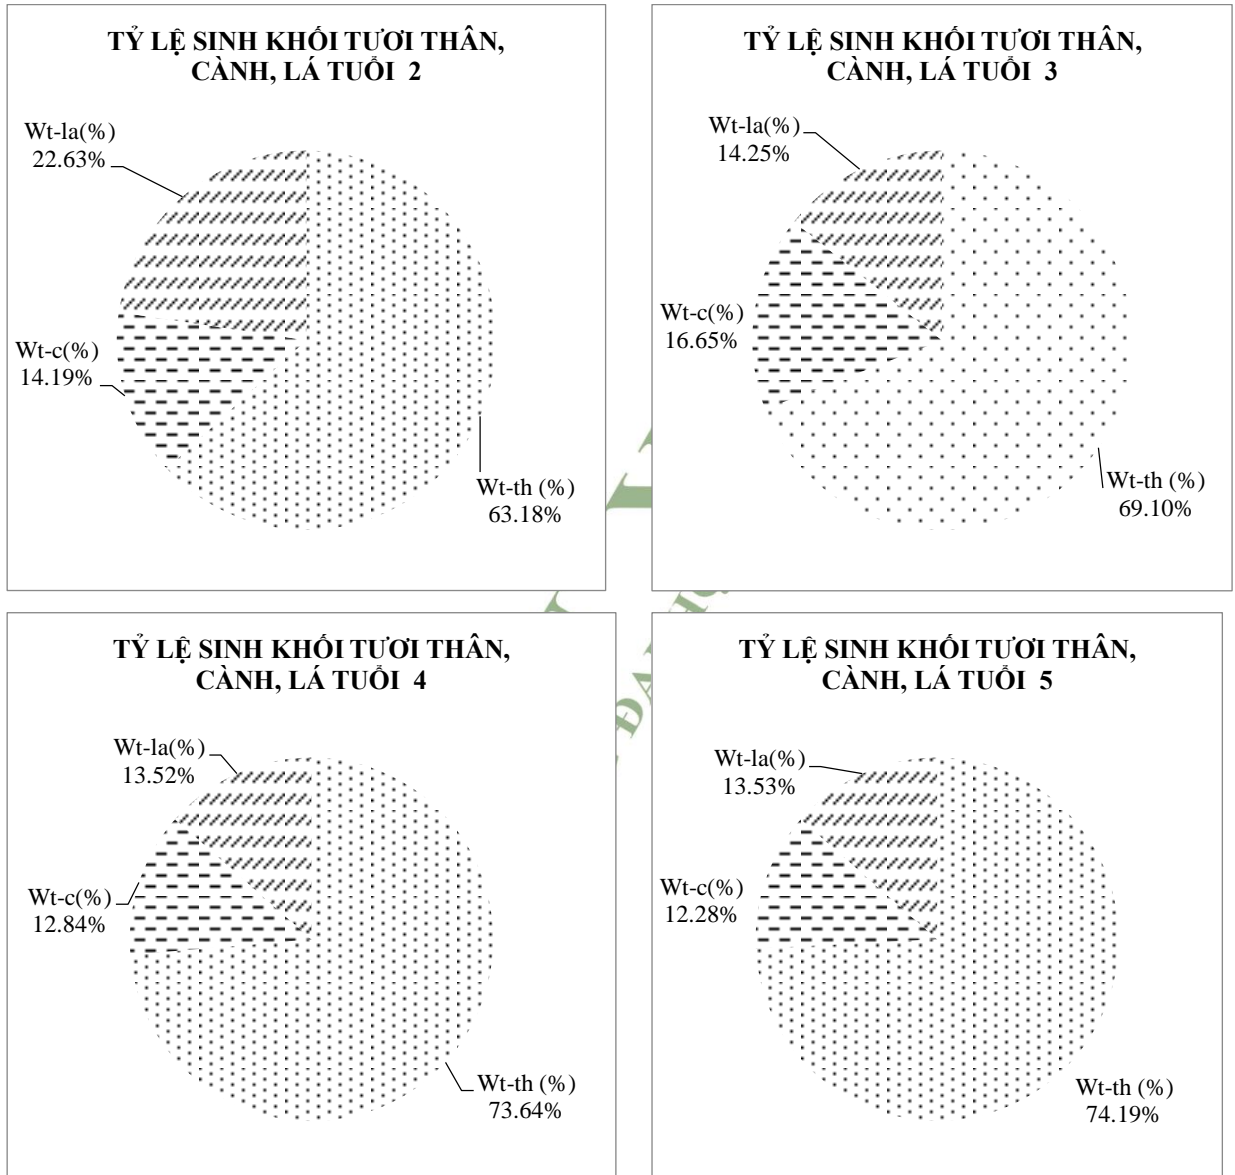 TỶ LỆ SINH KHỐI TƯƠI THÂN,
CÀNH, LÁ TUỔI 2
Wt-la(%)
22.63%
Wt-c(%)
14.19%
Wt-th (%)
63.18%
TỶ LỆ SINH KHỐI TƯƠI THÂN,
CÀNH, LÁ TUỔI 3
Wt-la(%)
14.25%
Wt-c(%)
16.65%
Wt-th (%)
69.10%
TỶ LỆ SINH KHỐI TƯƠI THÂN,
CÀNH, LÁ TUỔI 4
Wt-la(%)
13.52%
Wt-c(%)
12.84%
Wt-th (%)
73.64%
TỶ LỆ SINH KHỐI TƯƠI THÂN,
CÀNH, LÁ TUỔI 5
Wt-la(%)
13.53%
Wt-c(%)
12.28%
Wt-th (%)
74.19%